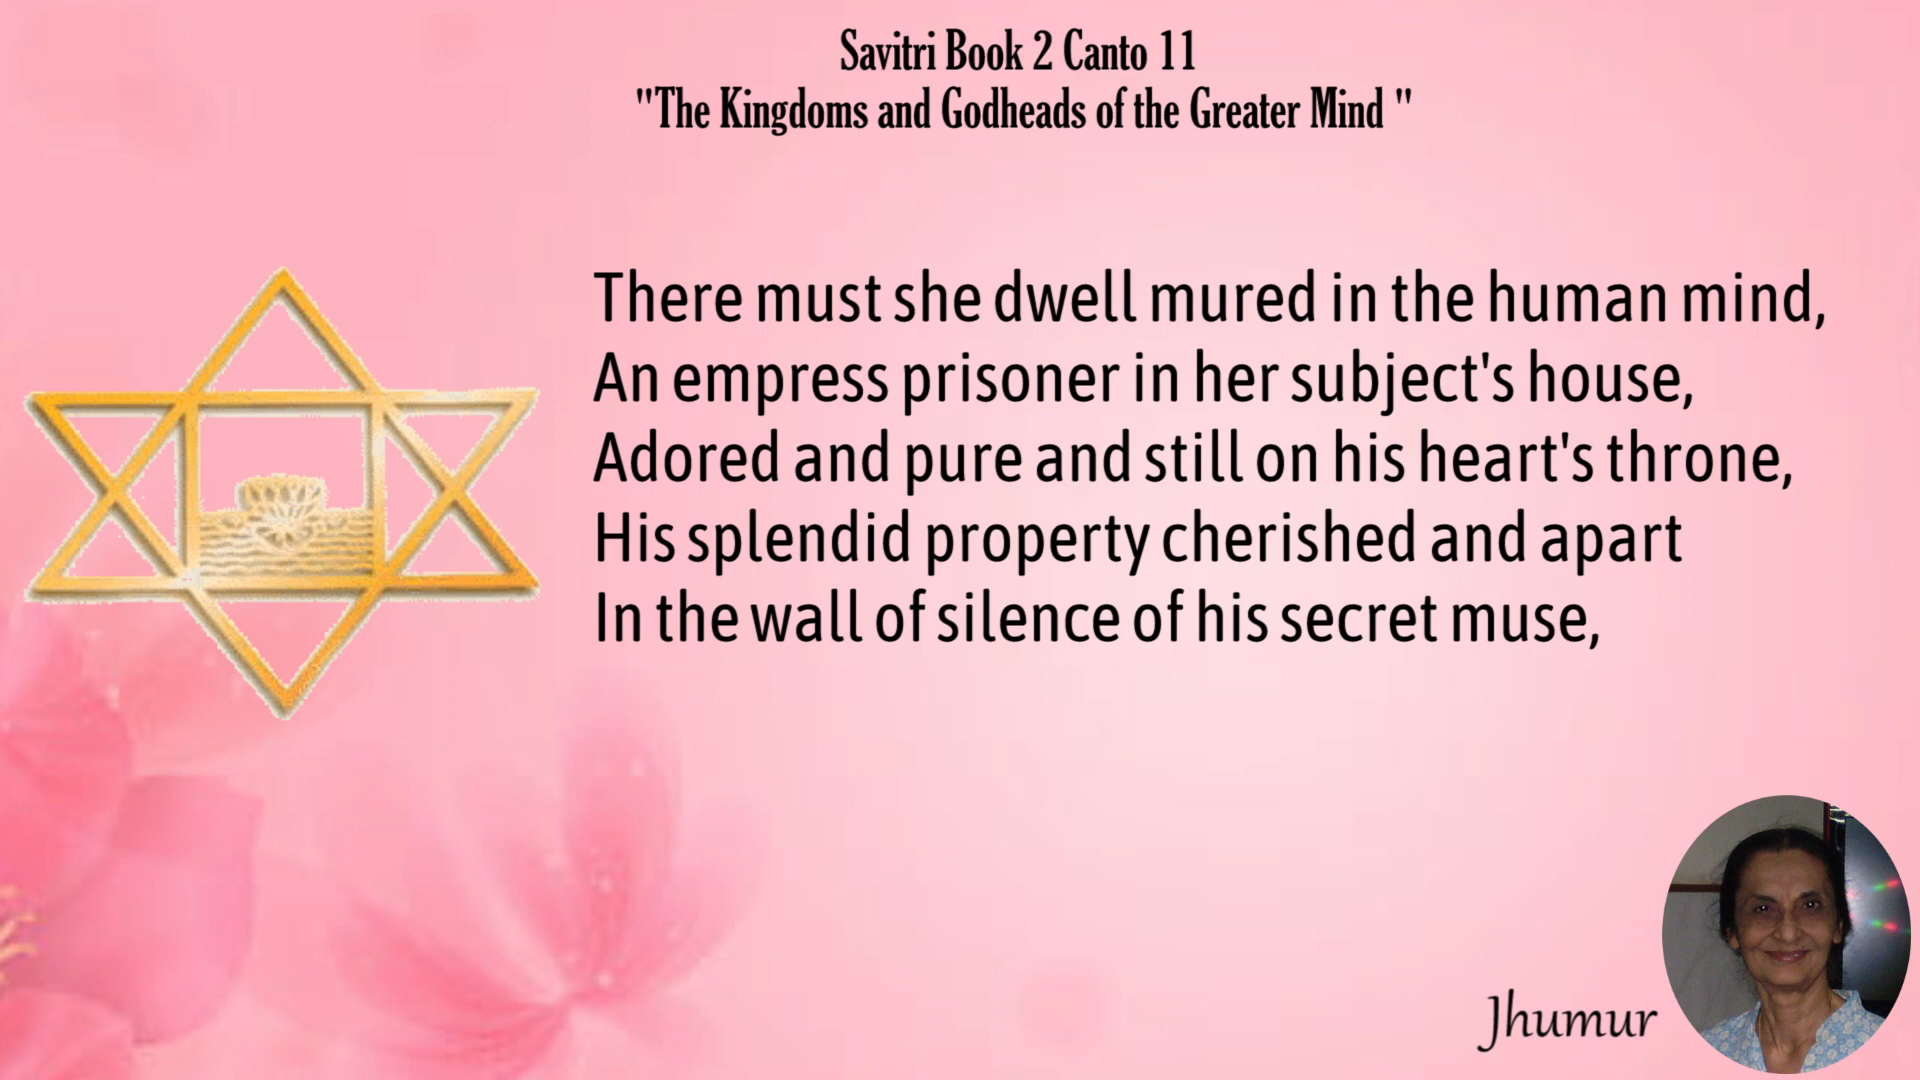 Savitri Book 2 Canto 11
"The Kingdoms and Godheads of the Greater Mind "
There must she dwell mured in the human mind,
An empress prisoner in her subject's house,
Adored and pure and still on his heart's throne,
His splendid property cherished and apart
In the wall of silence of his secret muse,
Jhumur